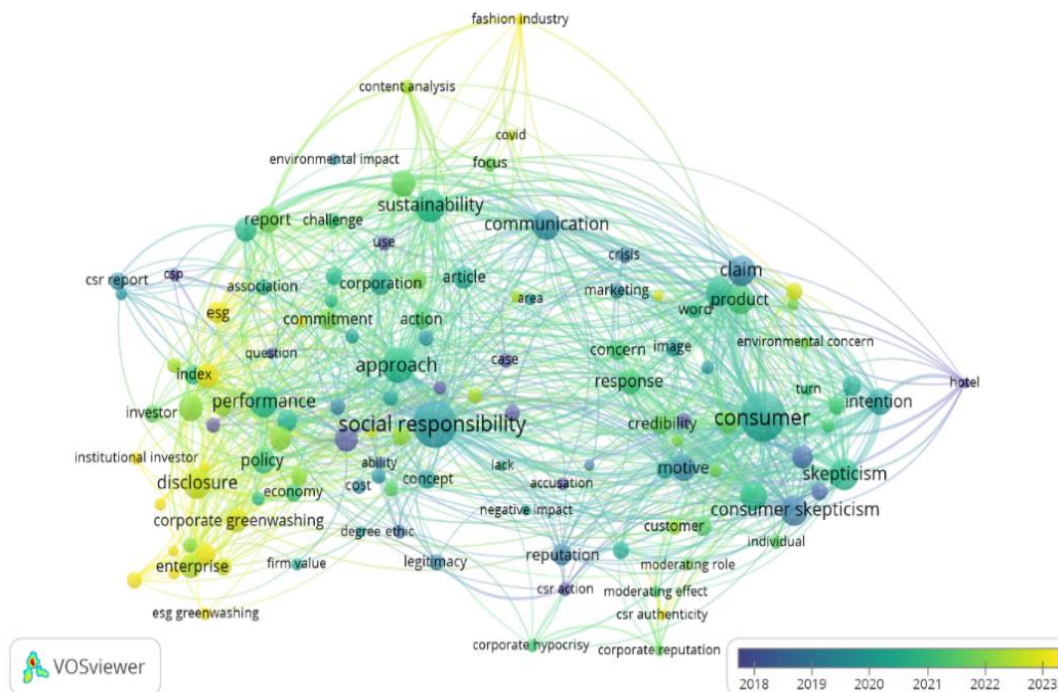 fashion industry
content analysis
covid
environmental impact
focus
sustainability
report
challenge
communication
use
crisis
claim
csr report
csp
association
corporation
article
area
marketing
product
word
esg
commitment
action
environmental concern
question
approach
case
concern
image
hotel
index
response
turn
investor
performance
social responsibility
credibility
consumer
intention
institutional investor
policy
ability
lack
motive
skepticism
disclosure
economy
cost
concept
accusation
negative impact
consumer skepticism
corporate greenwashing
degree ethic
customer
individual
enterprise
firm value
legitimacy
reputation
moderating role
csr action
moderating effect
esg greenwashing
csr authenticity
corporate hypocrisy
corporate reputation
VOSviewer
2018 2019 2020 2021 2022 2023